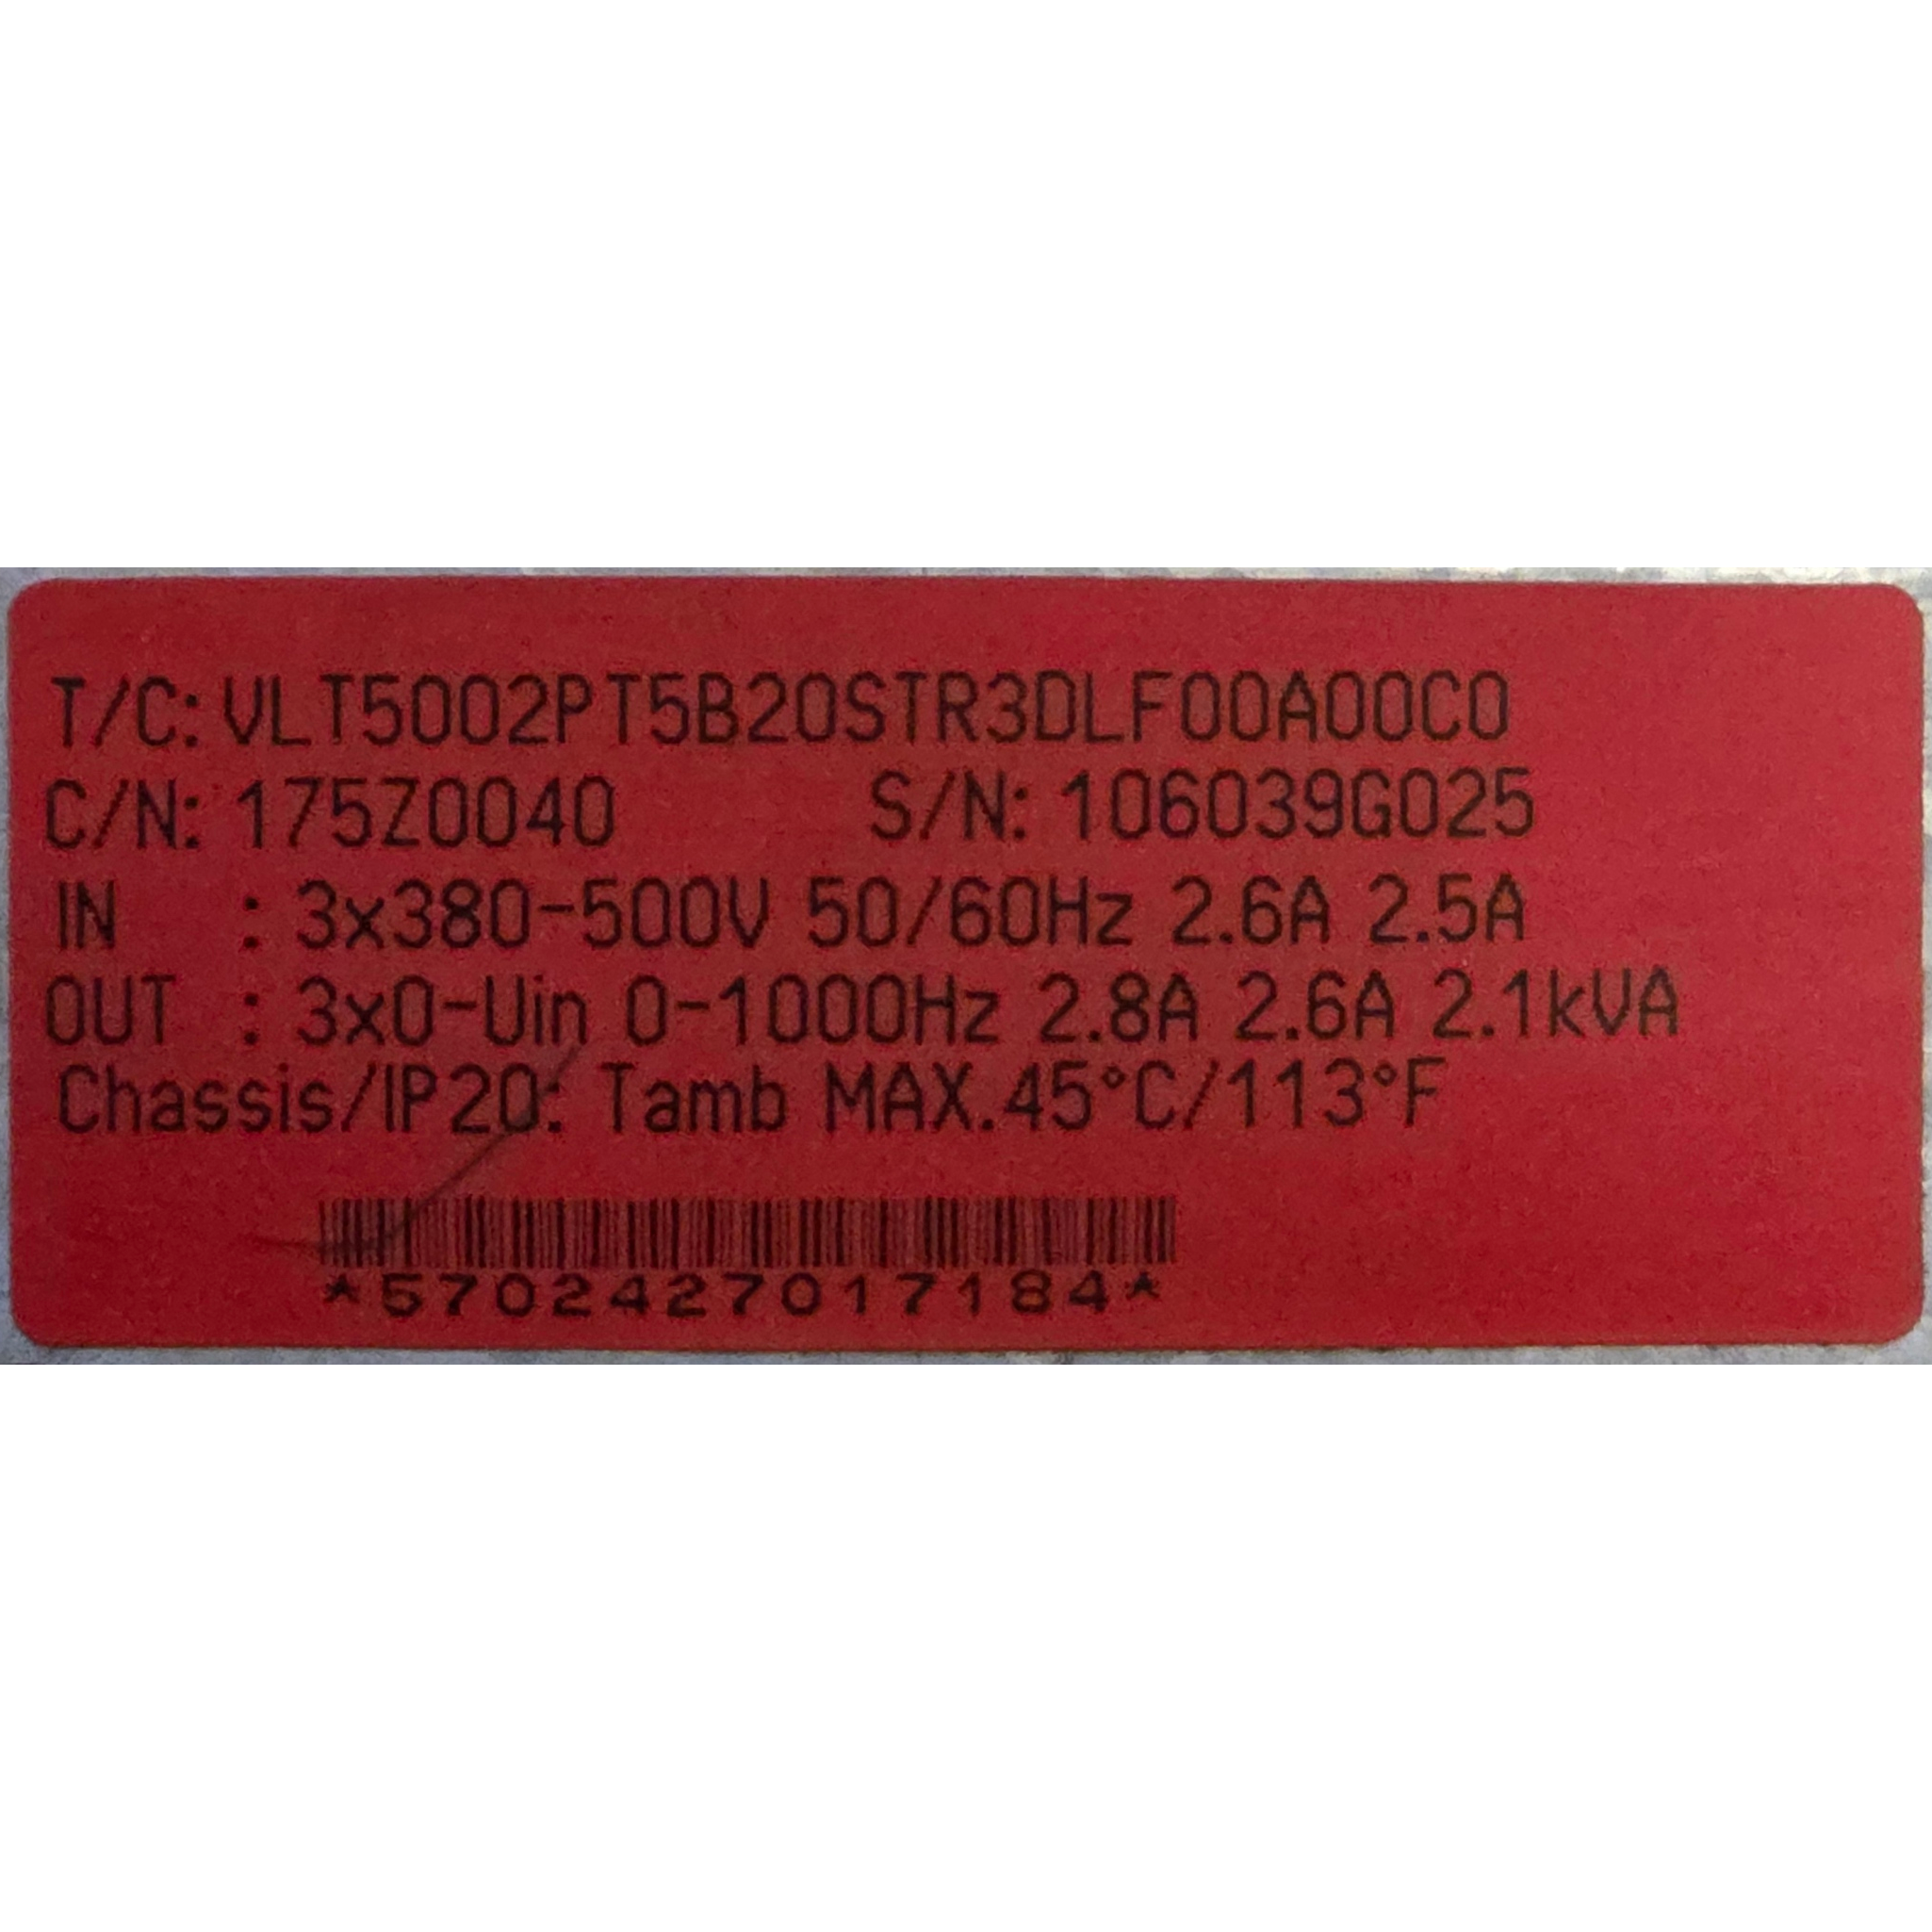 T/C: VLT5002PT5B20STR3DLF00A00C0
C/N: 175Z0040 S/N: 106039G025
IN : 3x380-500V 50/60Hz 2.6A 2.5A
OUT : 3x0-Uin 0-1000Hz 2.8A 2.6A 2.1kVA
Chassis/IP20: Tamb MAX.45°C/113°F
*5702427017184*